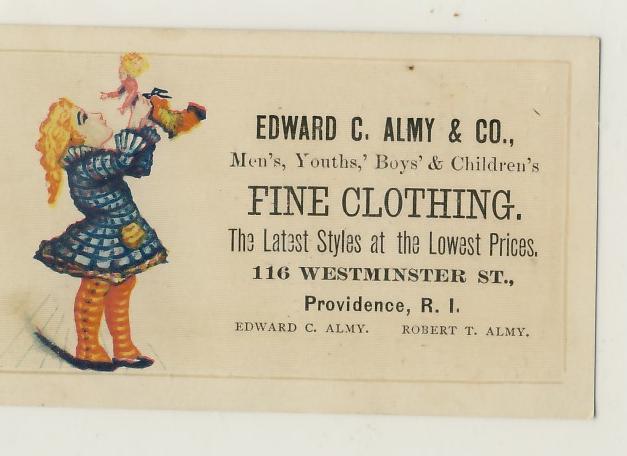 EDWARD C. ALMY & CO.,
Men's, Youths,' Boys' & Children's
FINE CLOTHING.
The Latest Styles at the Lowest Prices.
116 WESTMINSTER ST.,
Providence, R. I.
EDWARD C. ALMY. ROBERT T. ALMY.